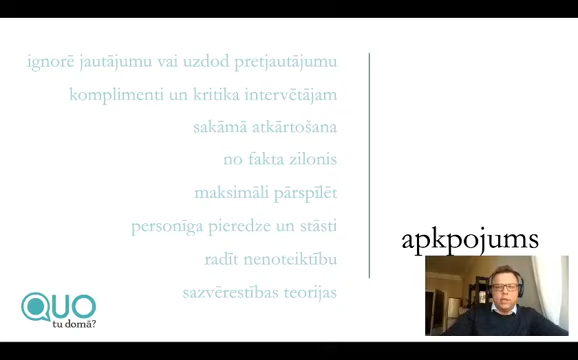 ignorē jautājumu vai uzdod pretjautājumu
komplimenti un kritika intervētājam
sakāmā atkārtošana
no fakta zilonis
maksimāli pārspīlēt
personīga pieredze un stāsti
radīt nenoteiktību
sazvērestības teorijas
apkpojums
QUO
tu domā?